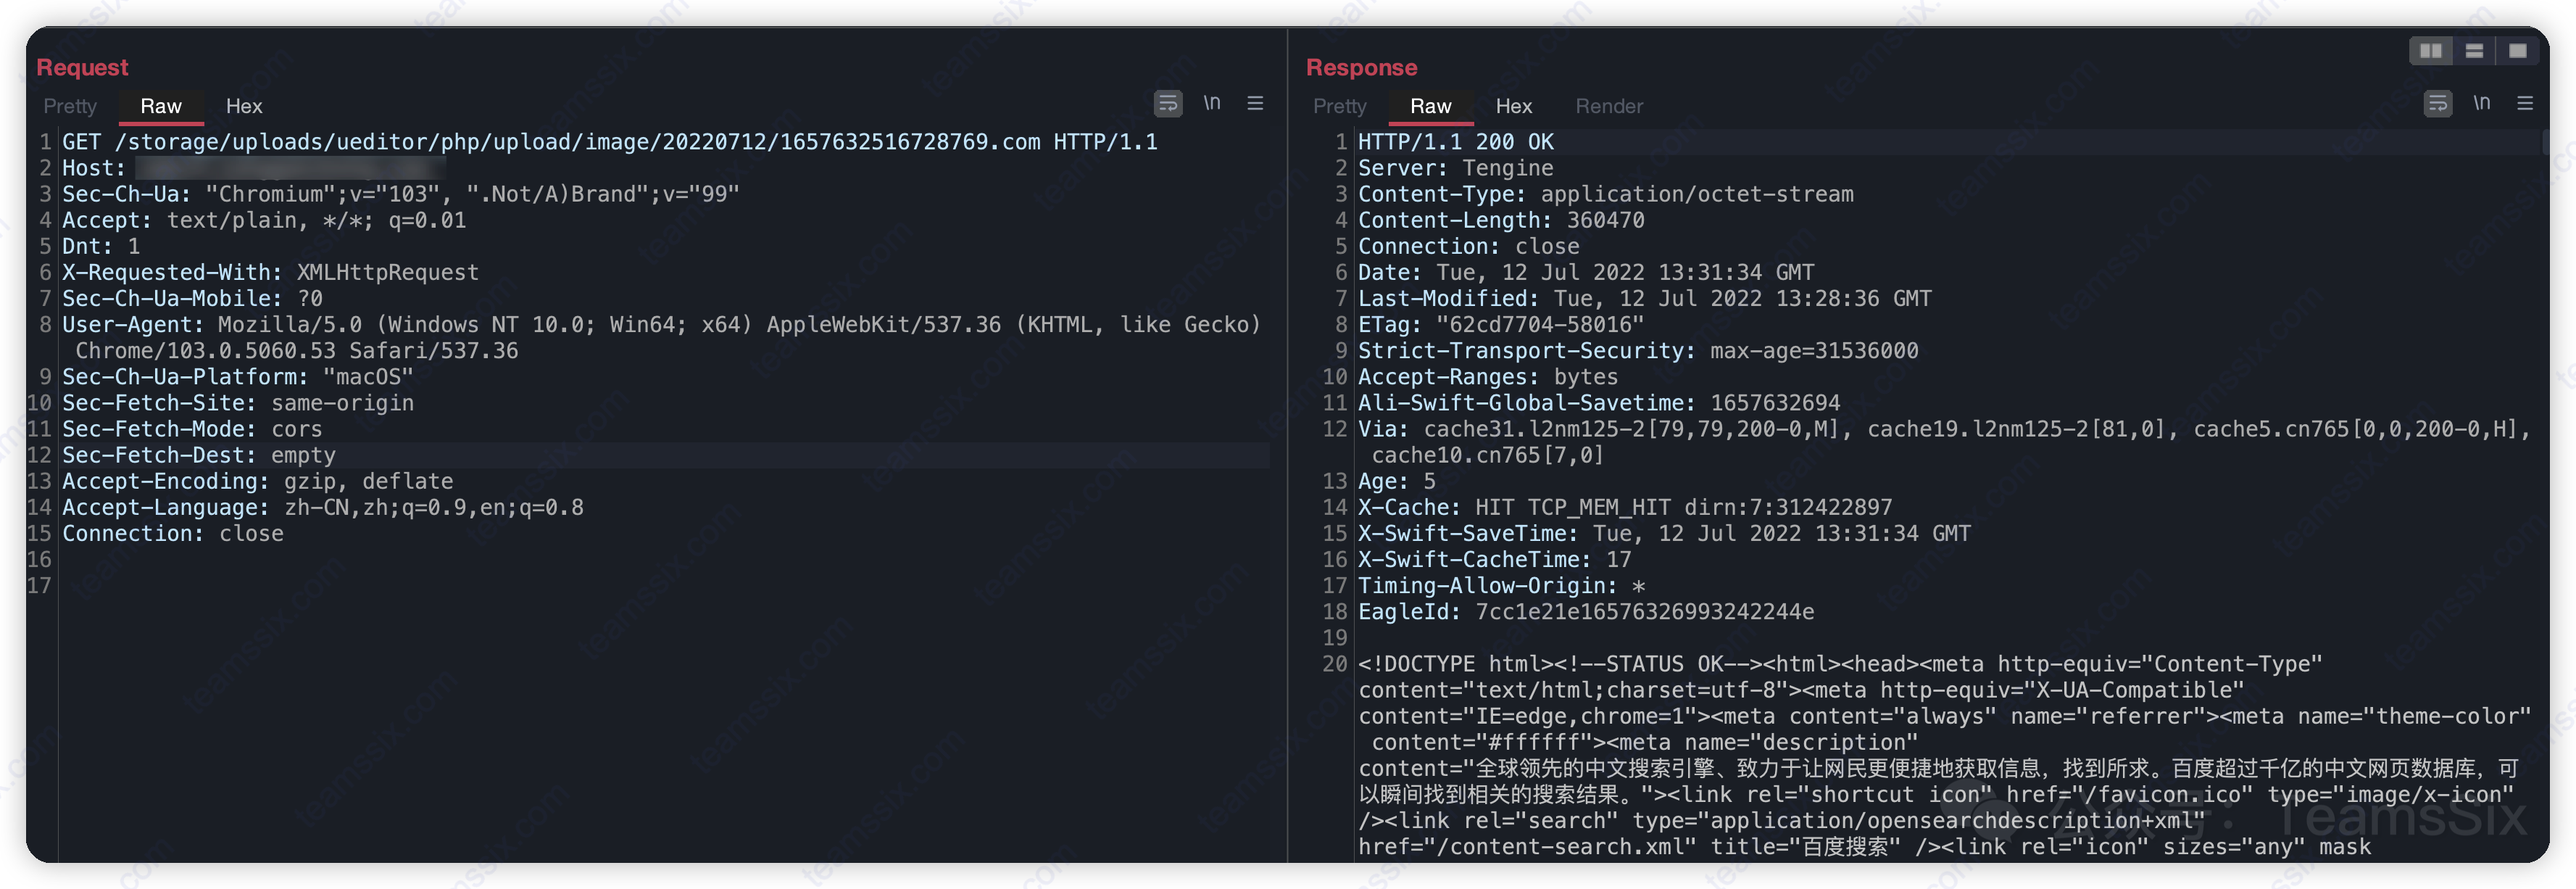 Request
Pretty Raw Hex \n
1 GET /storage/uploads/ueditor/php/upload/image/20220712/1657632516728769.com HTTP/1.1
2 Host:
3 Sec-Ch-Ua: "Chromium";v="103", ".Not/A)Brand";v="99"
4 Accept: text/plain, */*; q=0.01
5 Dnt: 1
6 X-Requested-With: XMLHttpRequest
7 Sec-Ch-Ua-Mobile: ?0
8 User-Agent: Mozilla/5.0 (Windows NT 10.0; Win64; x64) AppleWebKit/537.36 (KHTML, like Gecko)
Chrome/103.0.5060.53 Safari/537.36
9 Sec-Ch-Ua-Platform: "macOS"
10 Sec-Fetch-Site: same-origin
11 Sec-Fetch-Mode: cors
12 Sec-Fetch-Dest: empty
13 Accept-Encoding: gzip, deflate
14 Accept-Language: zh-CN,zh;q=0.9,en;q=0.8
15 Connection: close
16
17
Response
Pretty Raw Hex Render \n
1 HTTP/1.1 200 OK
2 Server: Tengine
3 Content-Type: application/octet-stream
4 Content-Length: 360470
5 Connection: close
6 Date: Tue, 12 Jul 2022 13:31:34 GMT
7 Last-Modified: Tue, 12 Jul 2022 13:28:36 GMT
8 ETag: "62cd7704-58016"
9 Strict-Transport-Security: max-age=31536000
10 Accept-Ranges: bytes
11 Ali-Swift-Global-Savetime: 1657632694
12 Via: cache31.l2nm125-2[79,79,200-0,M], cache19.l2nm125-2[81,0], cache5.cn765[0,0,200-0,H],
cache10.cn765[7,0]
13 Age: 5
14 X-Cache: HIT TCP_MEM_HIT dirn:7:312422897
15 X-Swift-SaveTime: Tue, 12 Jul 2022 13:31:34 GMT
16 X-Swift-CacheTime: 17
17 Timing-Allow-Origin: *
18 EagleId: 7cc1e21e16576326993242244e
19
20 <!DOCTYPE html><!--STATUS OK--><html><head><meta http-equiv="Content-Type"
content="text/html;charset=utf-8"><meta http-equiv="X-UA-Compatible"
content="IE=edge,chrome=1"><meta content="always" name="referrer"><meta name="theme-color"
content="#ffffff"><meta name="description"
content="全球领先的中文搜索引擎、致力于让网民更便捷地获取信息，找到所求。百度超过千亿的中文网页数据库，可
以瞬间找到相关的搜索结果。"><link rel="shortcut icon" href="/favicon.ico" type="image/x-icon"
/><link rel="search" type="application/opensearchdescription+xml"
href="/content-search.xml" title="百度搜索" /><link rel="icon" sizes="any" mask
公众号：TeamsSix
teamssix.com